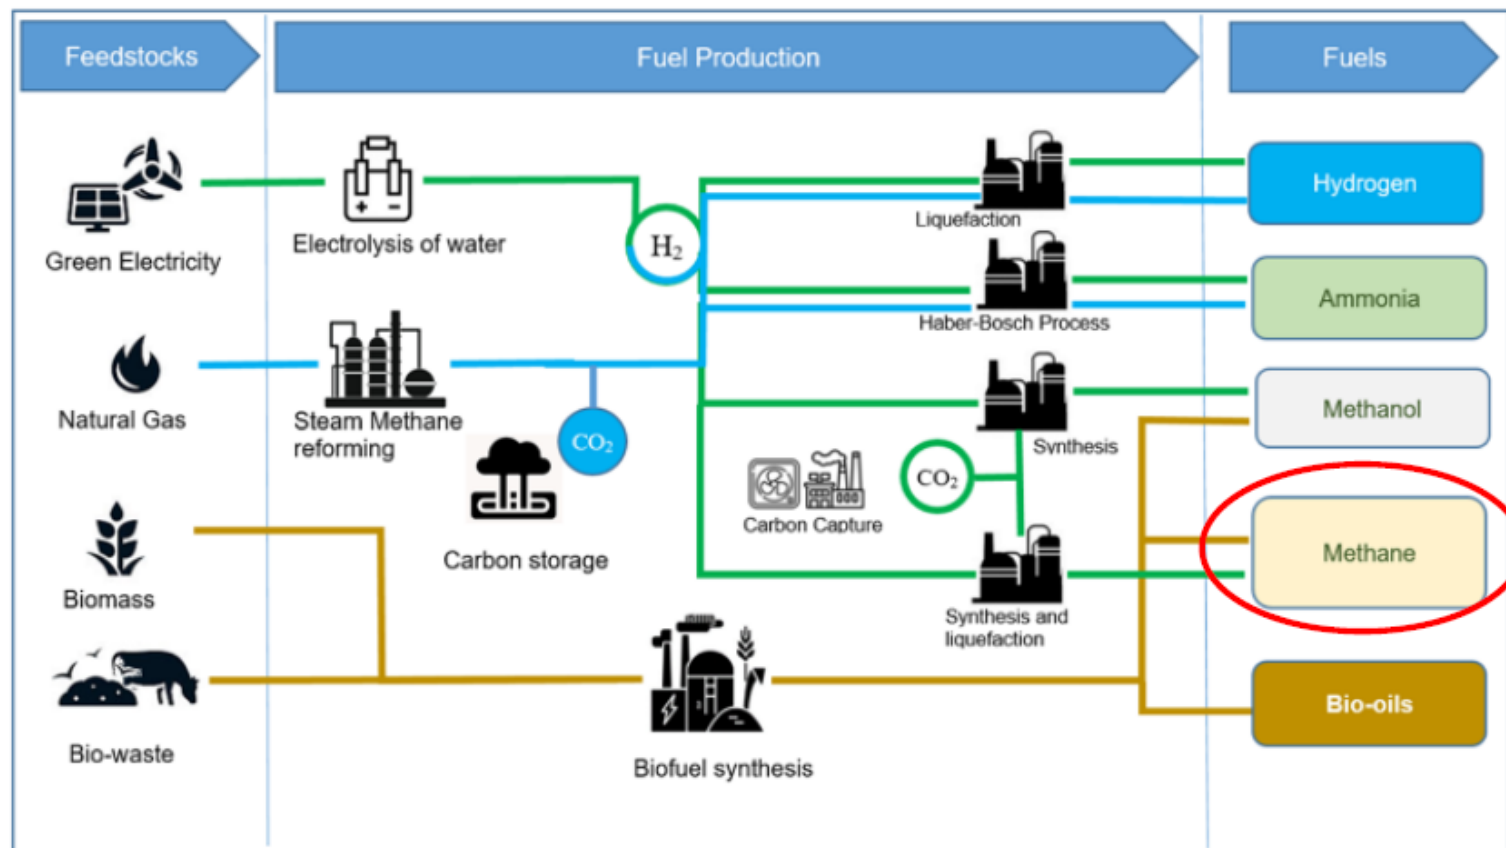 Feedstocks
Fuel Production
Fuels
Green Electricity
Electrolysis of water
H2
Liquefaction
Hydrogen
Haber-Bosch Process
Ammonia
Natural Gas
Steam Methane
reforming
CO2
Carbon storage
Synthesis
Methanol
Carbon Capture
CO2
Biomass
Synthesis and
liquefaction
Methane
Bio-waste
Biofuel synthesis
Bio-oils